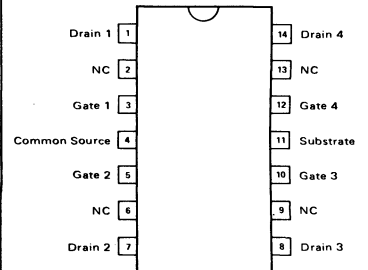 Drain 1 1 14 Drain 4
NC 2 13 NC
Gate 1 3 12 Gate 4
Common Source 4 11 Substrate
Gate 2 5 10 Gate 3
NC 6 9 NC
Drain 2 7 8 Drain 3